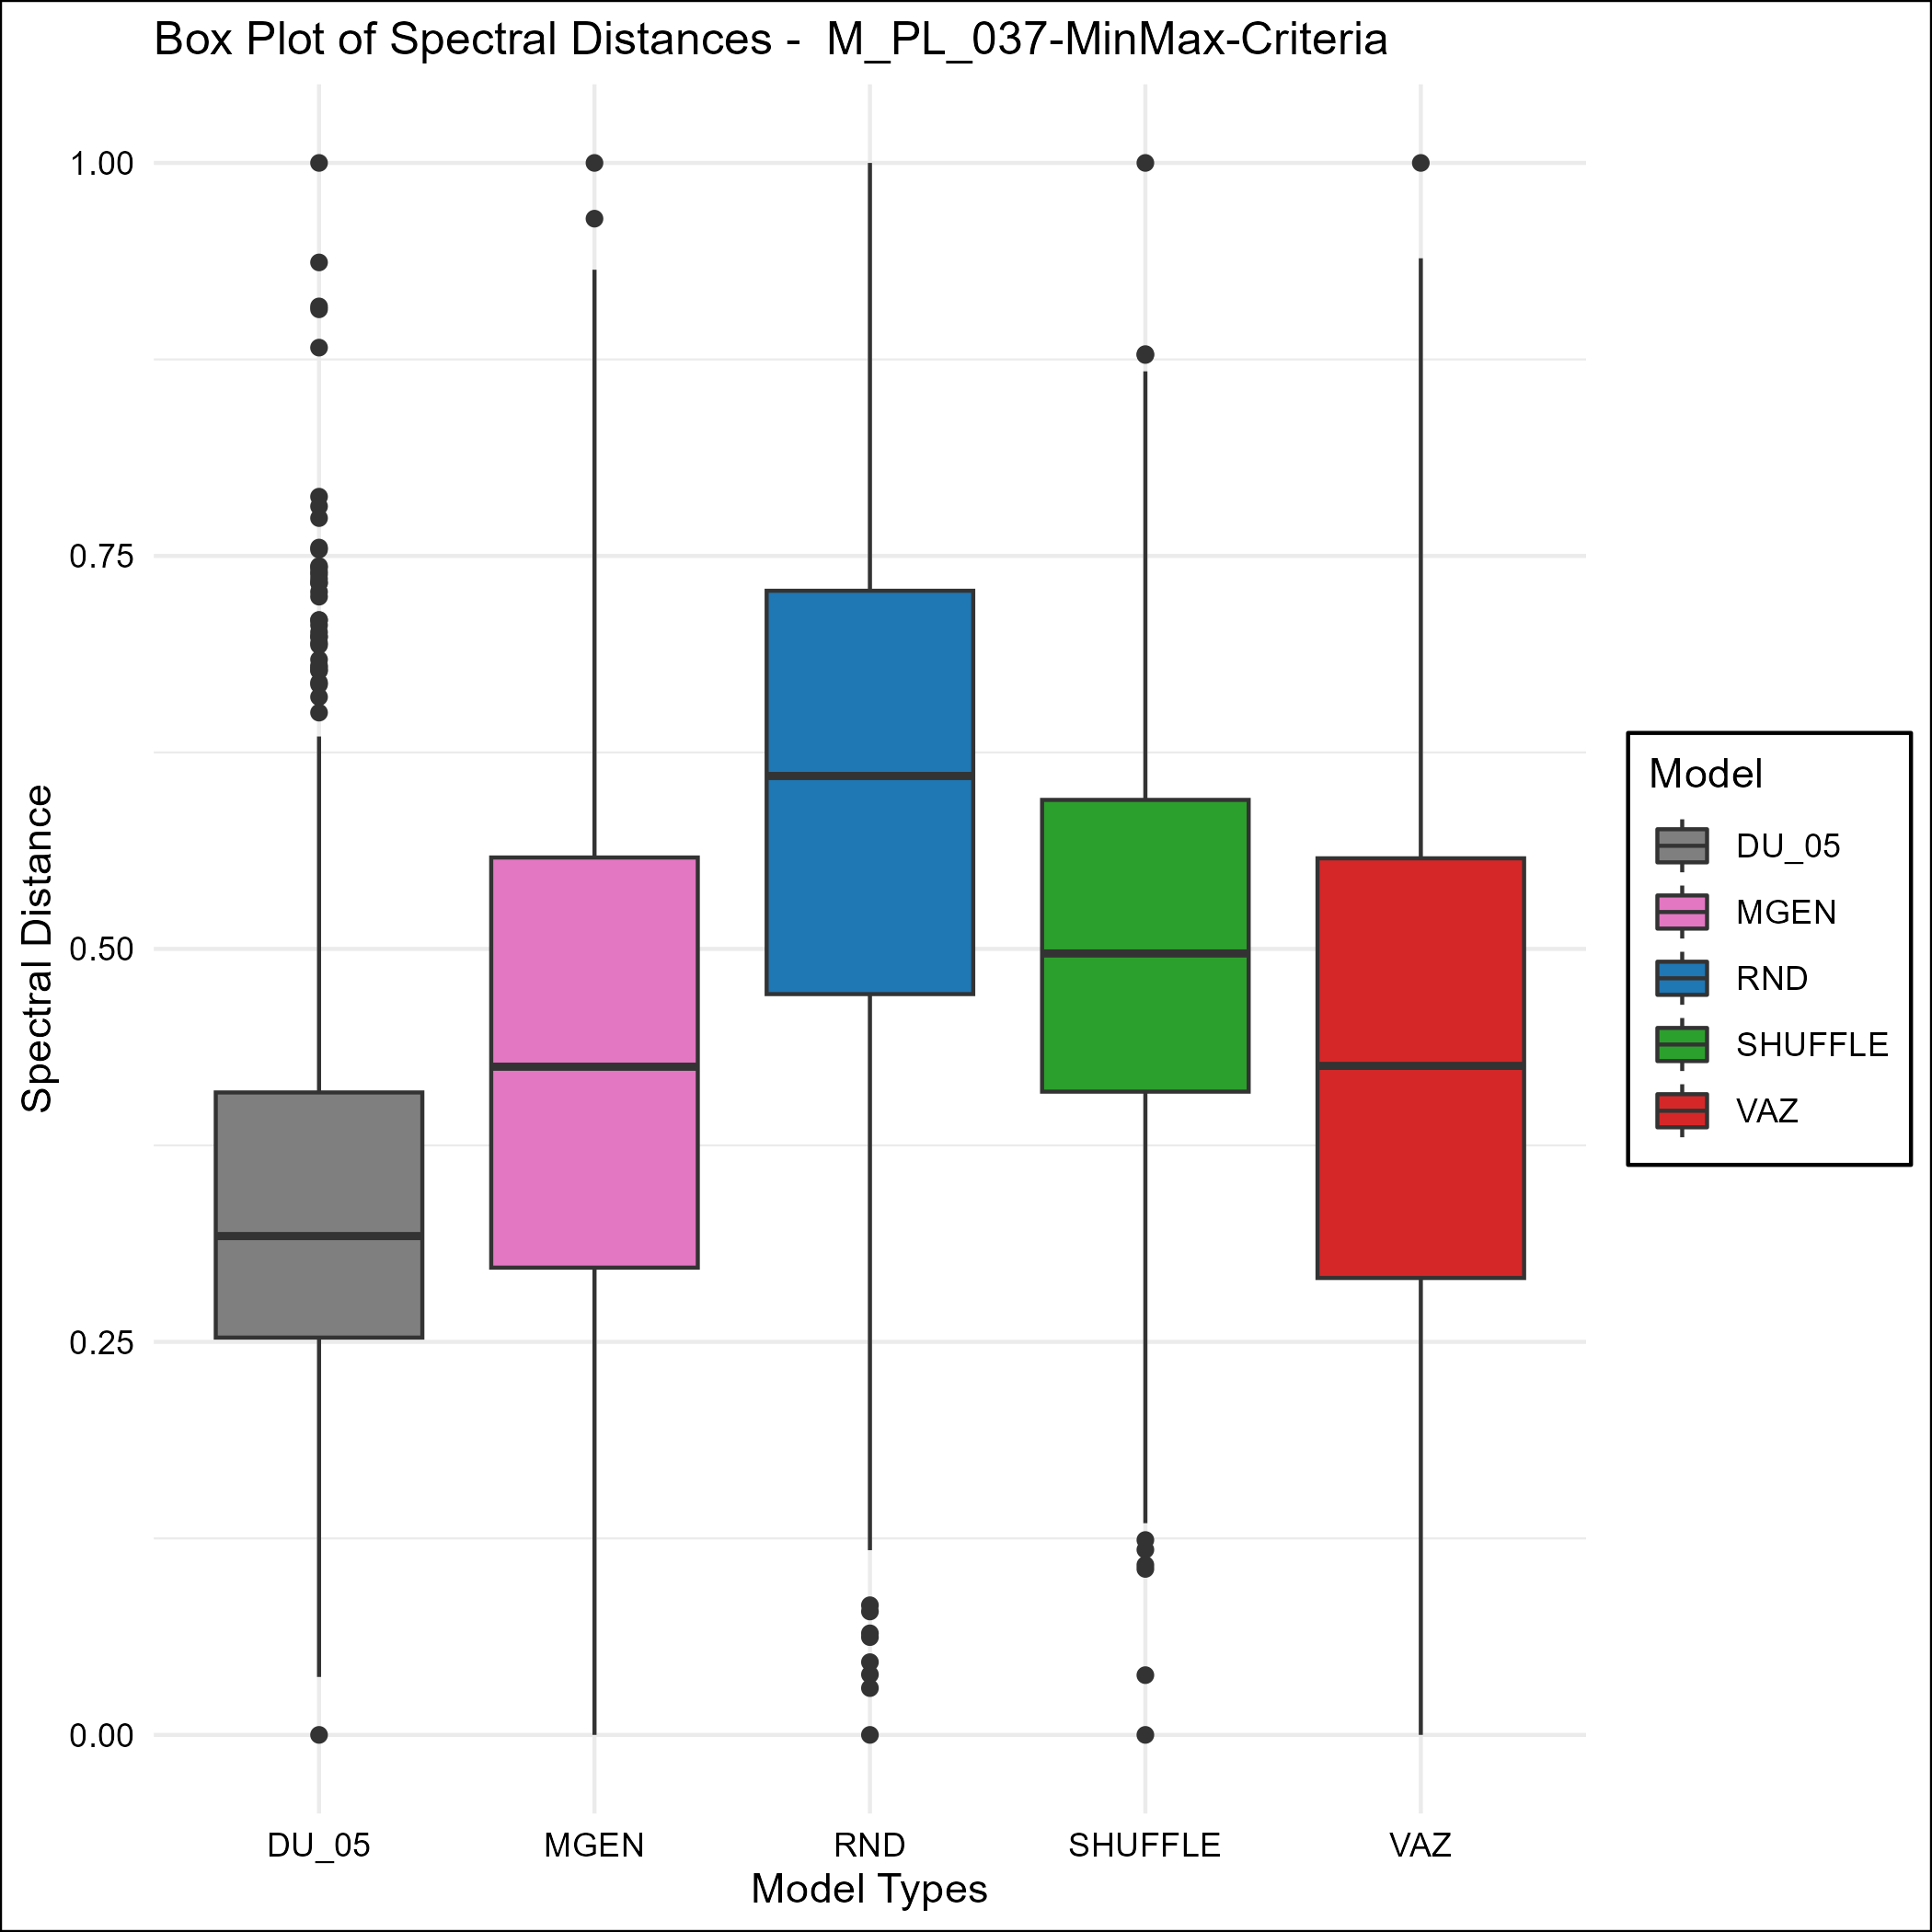 Box Plot of Spectral Distances -  M_PL_037-MinMax-Criteria
1.00
0.75
0.50
0.25
0.00
Spectral Distance
DU_05
MGEN
RND
SHUFFLE
VAZ
Model Types
Model
DU_05
MGEN
RND
SHUFFLE
VAZ